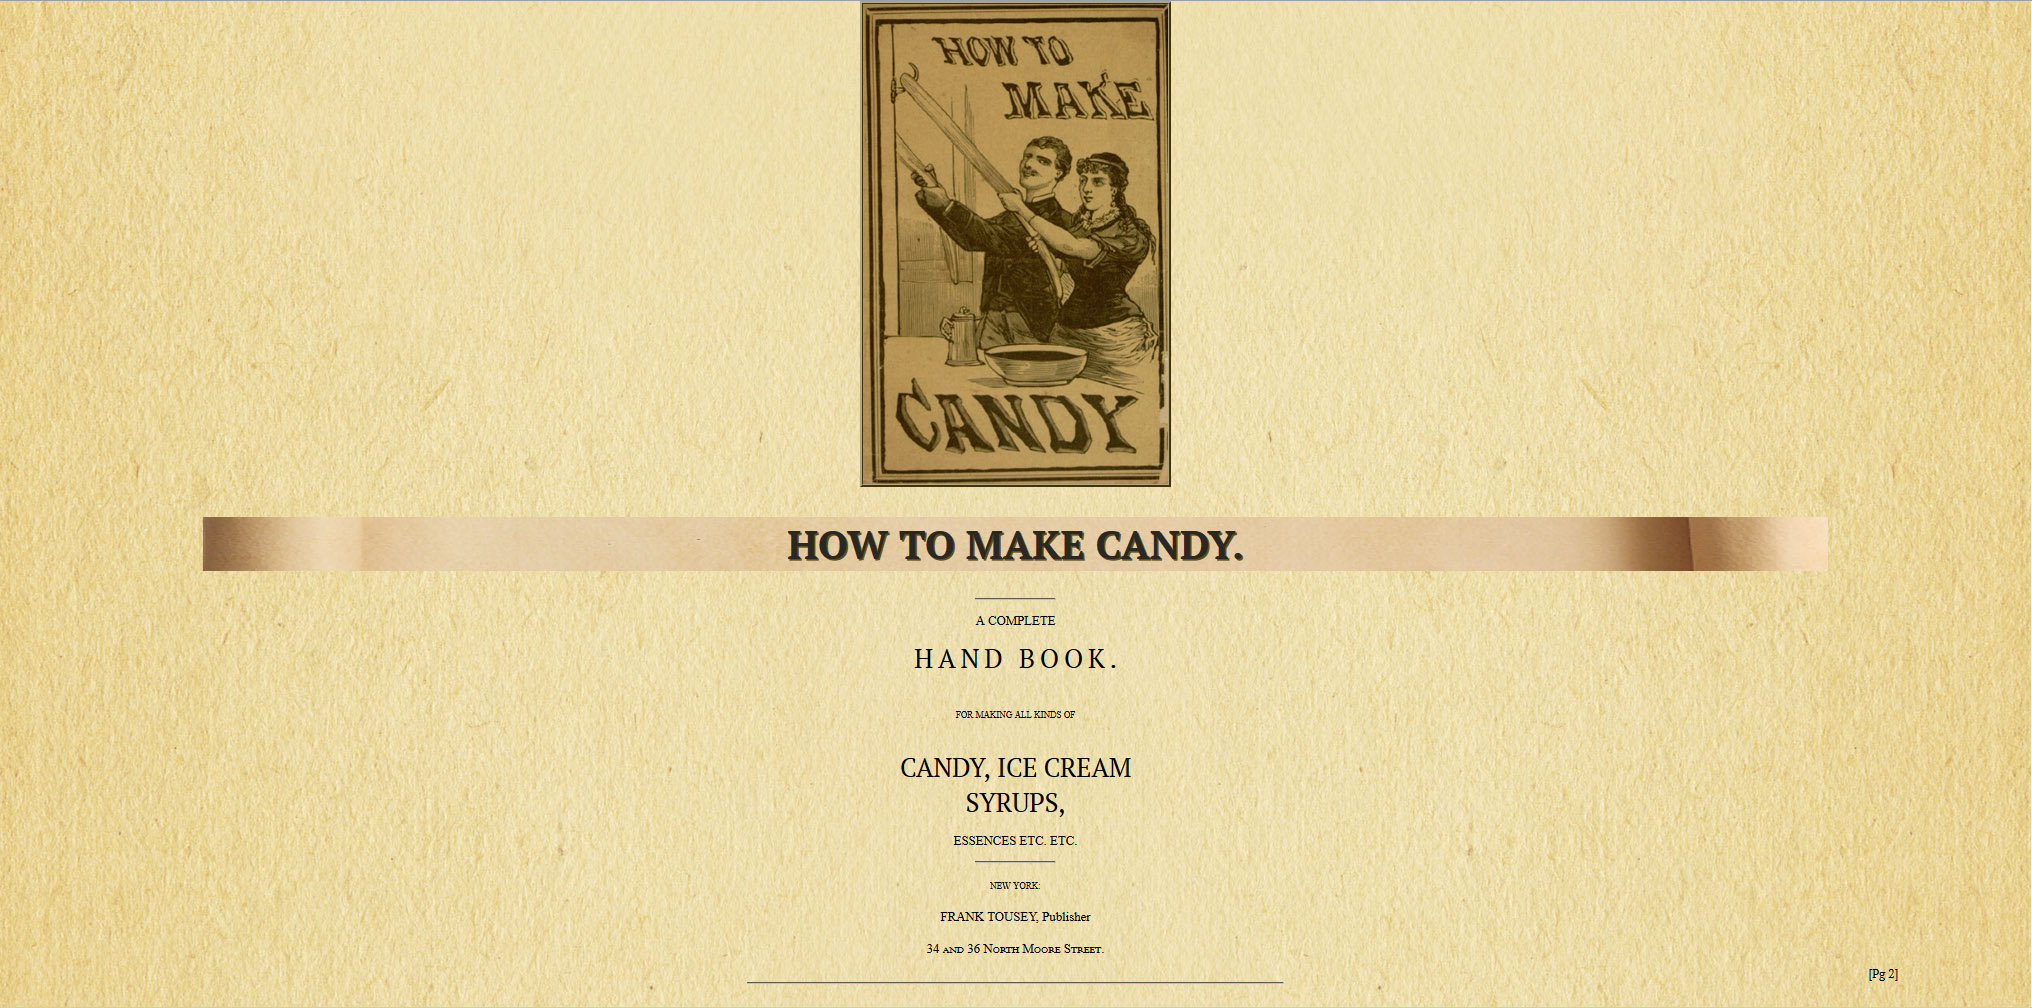 HOW TO
MAKE
CANDY
HOW TO MAKE CANDY.
A COMPLETE
HAND BOOK.
FOR MAKING ALL KINDS OF
CANDY, ICE CREAM
SYRUPS,
ESSENCES ETC. ETC.
NEW YORK:
FRANK TOUSEY, Publisher
34 AND 36 NORTH MOORE STREET.
[Pg 2]